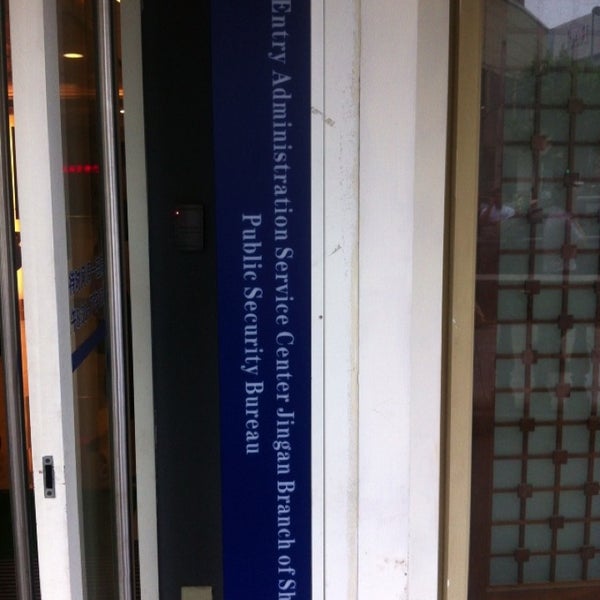 Entry Administration Service Center Jingan Branch of Sh
Public Security Bureau